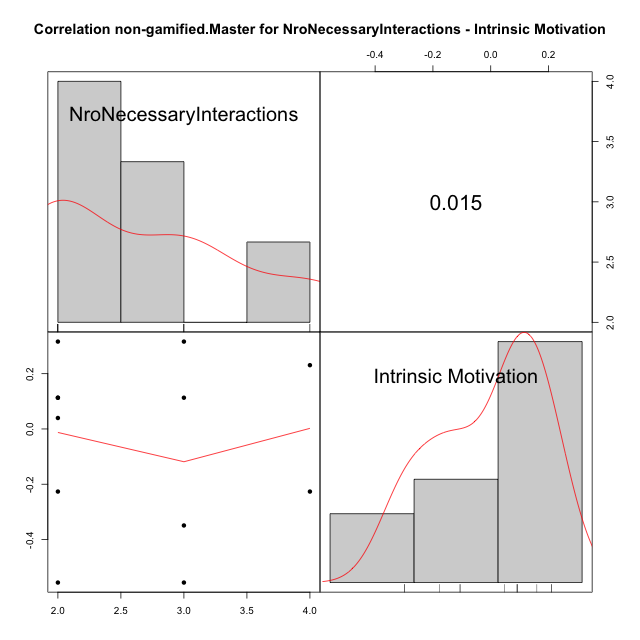 Correlation non-gamified.Master for NroNecessaryInteractions - Intrinsic Motivation
-0.4 -0.2 0.0 0.2
NroNecessaryInteractions
0.015
4.0
3.5
3.0
2.5
2.0
Intrinsic Motivation
0.2
0.0
-0.2
-0.4
2.0 2.5 3.0 3.5 4.0